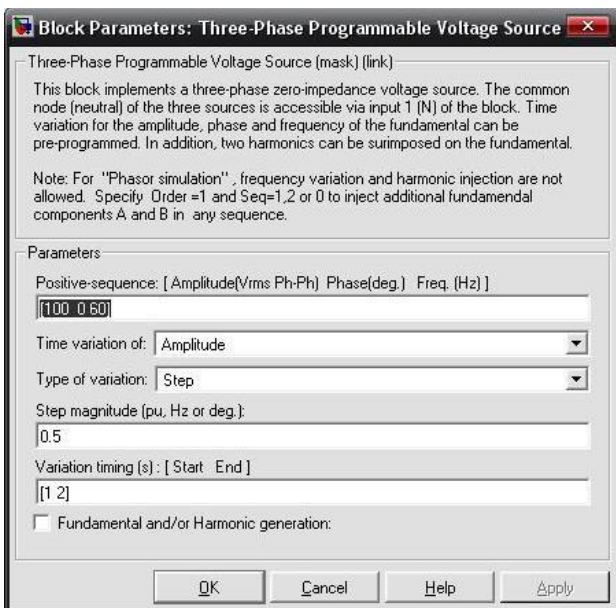 Block Parameters: Three-Phase Programmable Voltage Source
Three-Phase Programmable Voltage Source (mask) (link)
This block implements a three-phase zero-impedance voltage source. The common
node (neutral) of the three sources is accessible via input 1 (N) of the block. Time
variation for the amplitude, phase and frequency of the fundamental can be
pre-programmed. In addition, two harmonics can be surimposed on the fundamental.
Note: For "Phasor simulation", frequency variation and harmonic injection are not
allowed. Specify Order =1 and Seq=1,2 or 0 to inject additional fundamendal
components A and B in any sequence.
Parameters
Positive-sequence: [ Amplitude(Vrms Ph-Ph) Phase(deg.) Freq. (Hz) ]
[100 0 60]
Time variation of: Amplitude
Type of variation: Step
Step magnitude (pu, Hz or deg.):
0.5
Variation timing (s) : [ Start End ]
[1 2]
Fundamental and/or Harmonic generation:
OK Cancel Help Apply